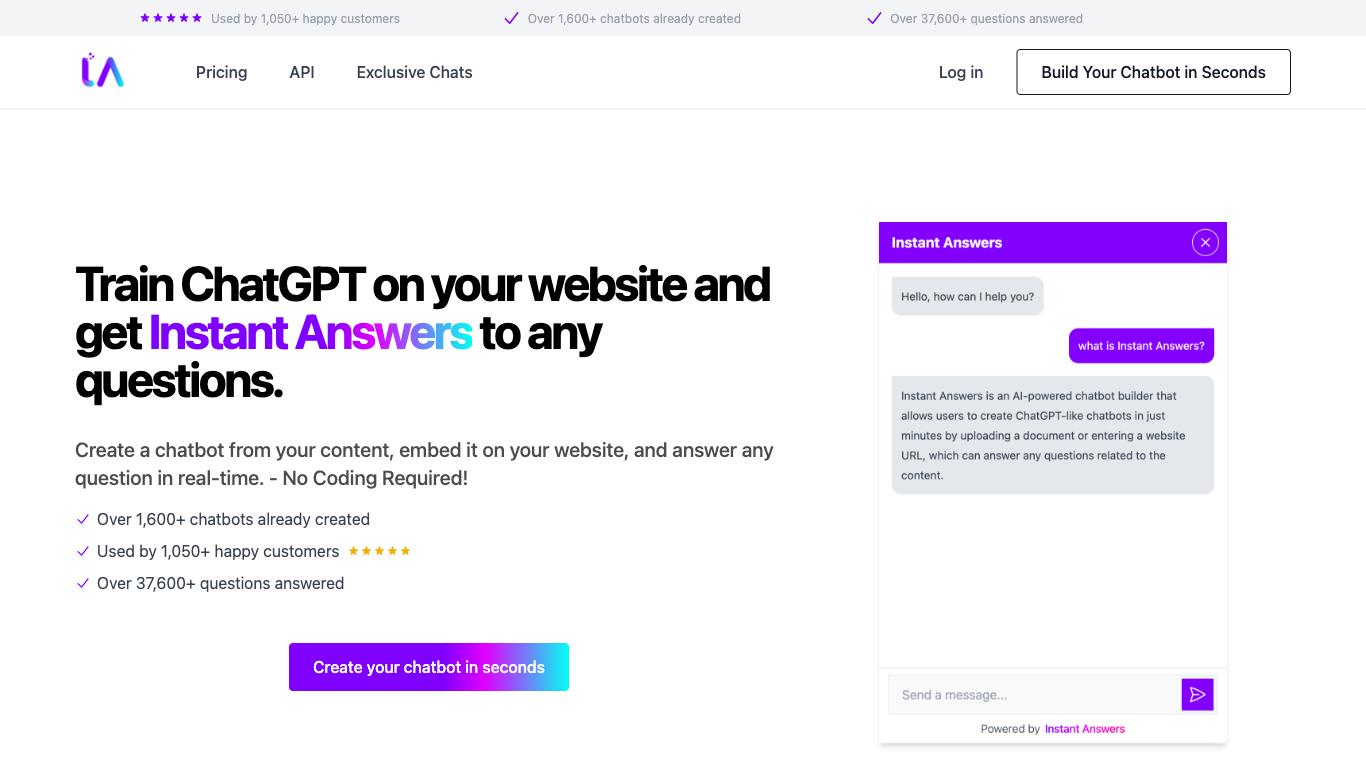 Used by 1,050+ happy customers
Over 1,600+ chatbots already created
Over 37,600+ questions answered
Pricing
API
Exclusive Chats
Log in
Build Your Chatbot in Seconds
Train ChatGPT on your website and
get Instant Answers to any
questions.
Create a chatbot from your content, embed it on your website, and answer any
question in real-time. - No Coding Required!
Over 1,600+ chatbots already created
Used by 1,050+ happy customers
Over 37,600+ questions answered
Create your chatbot in seconds
Instant Answers
Hello, how can I help you?
what is Instant Answers?
Instant Answers is an AI-powered chatbot builder that
allows users to create ChatGPT-like chatbots in just
minutes by uploading a document or entering a website
URL, which can answer any questions related to the
content.
Send a message...
Powered by Instant Answers